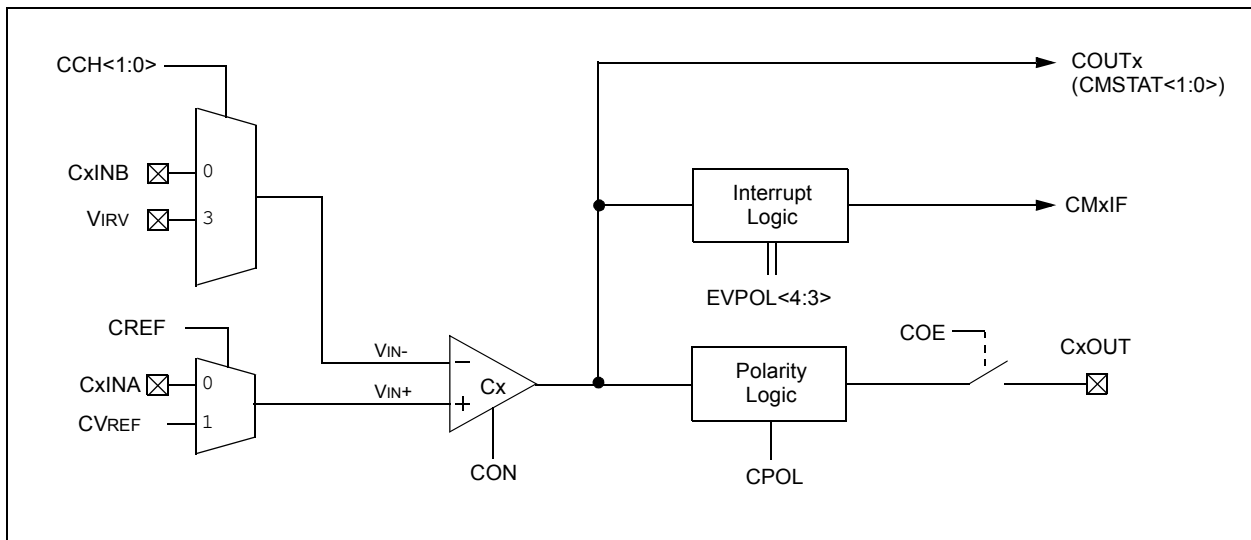 CCH<1:0>
COUTx
(CMSTAT<1:0>)
CxINB
0
VIRV
3
Interrupt
Logic
CMxIF
EVPOL<4:3>
CREF
COE
CxOUT
VIN-
CxINA
0
VIN+
−
Cx
+
Polarity
Logic
CVREF
1
CON
CPOL